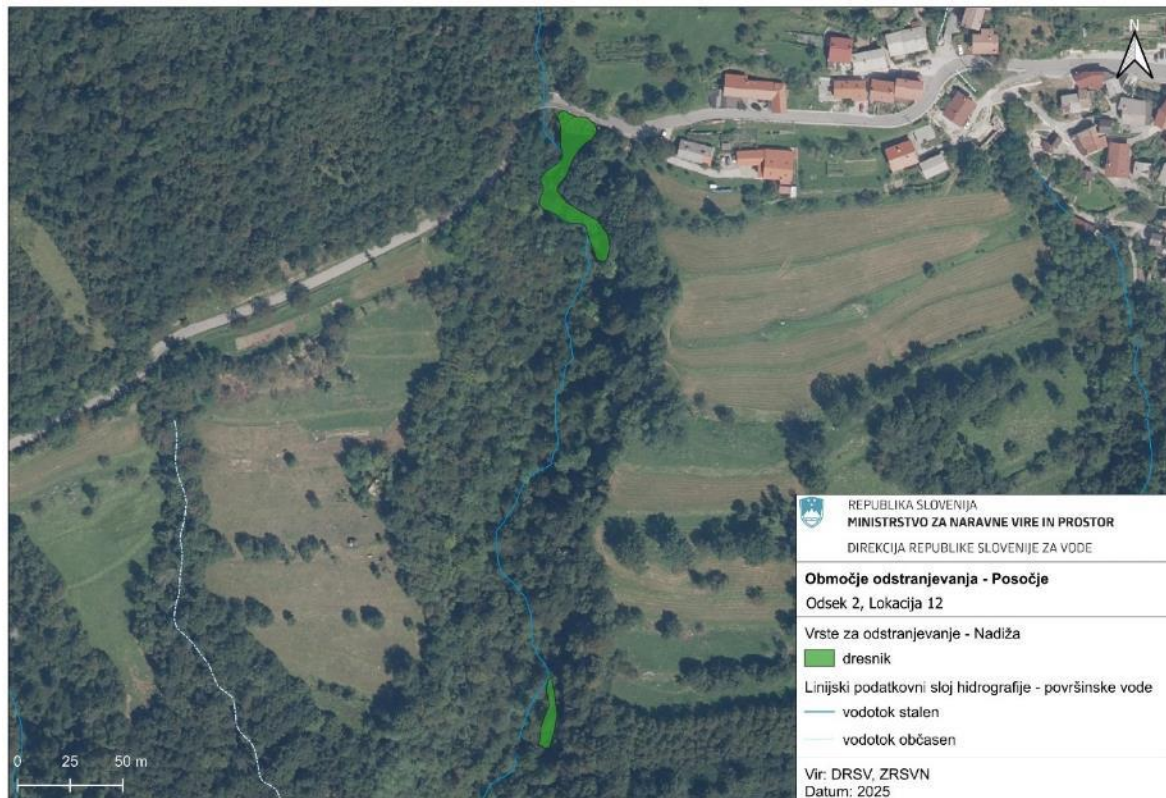 N
REPUBLIKA SLOVENIJA
MINISTRSTVO ZA NARAVNE VIRE IN PROSTOR
DIREKCIJA REPUBLIKE SLOVENIJE ZA VODE
Območje odstranjevanja - Posočje
Odsek 2, Lokacija 12
Vrste za odstranjevanje - Nadiža
dresnik
Linijski podatkovni sloj hidrografije - površinske vode
vodotok stalen
vodotok občasen
Vir: DRSV, ZRSVN
Datum: 2025
0 25 50 m